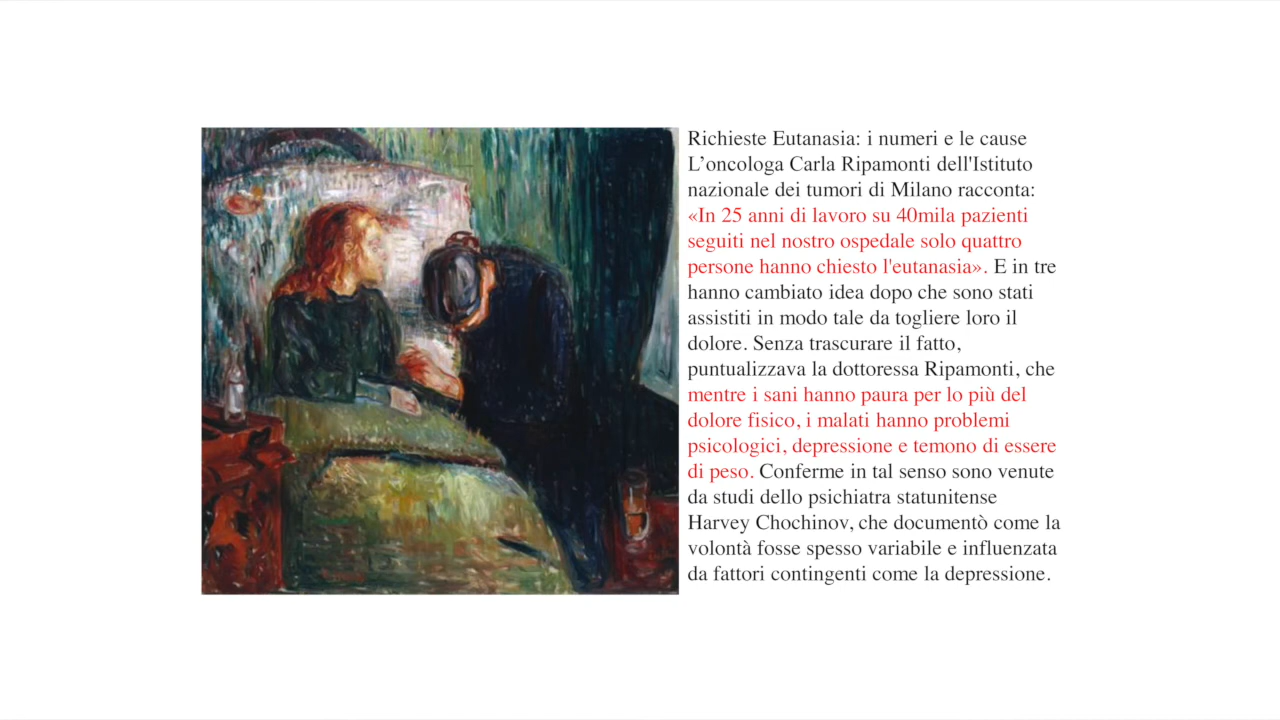 Richieste Eutanasia: i numeri e le cause
L’oncologa Carla Ripamonti dell'Istituto
nazionale dei tumori di Milano racconta:
«In 25 anni di lavoro su 40mila pazienti
seguiti nel nostro ospedale solo quattro
persone hanno chiesto l'eutanasia». E in tre
hanno cambiato idea dopo che sono stati
assistiti in modo tale da togliere loro il
dolore. Senza trascurare il fatto,
puntualizzava la dottoressa Ripamonti, che
mentre i sani hanno paura per lo più del
dolore fisico, i malati hanno problemi
psicologici, depressione e temono di essere
di peso. Conferme in tal senso sono venute
da studi dello psichiatra statunitense
Harvey Chochinov, che documentò come la
volontà fosse spesso variabile e influenzata
da fattori contingenti come la depressione.